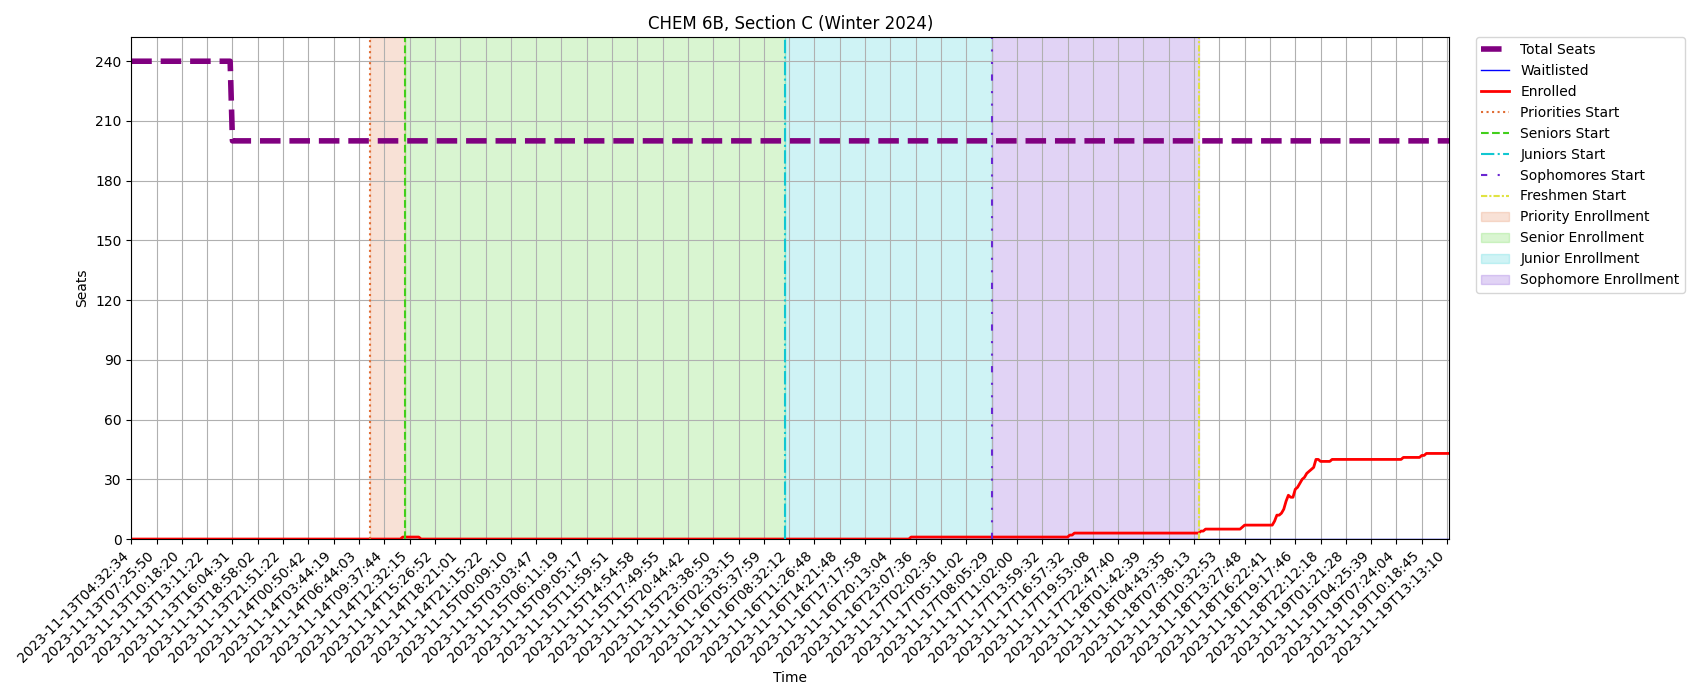 CHEM 6B, Section C (Winter 2024)
Seats
240
210
180
150
120
90
60
30
0
2023-11-13T04:32:34
2023-11-13T07:25:50
2023-11-13T10:18:20
2023-11-13T13:11:22
2023-11-13T16:04:31
2023-11-13T18:58:02
2023-11-13T21:51:22
2023-11-14T00:50:42
2023-11-14T03:44:19
2023-11-14T06:44:03
2023-11-14T09:37:44
2023-11-14T12:32:15
2023-11-14T15:26:52
2023-11-14T18:21:01
2023-11-14T21:15:22
2023-11-15T00:09:10
2023-11-15T03:03:47
2023-11-15T06:11:19
2023-11-15T09:05:17
2023-11-15T11:59:51
2023-11-15T14:54:58
2023-11-15T17:49:55
2023-11-15T20:44:42
2023-11-15T23:38:50
2023-11-16T02:33:15
2023-11-16T05:37:59
2023-11-16T08:32:12
2023-11-16T11:26:48
2023-11-16T14:21:48
2023-11-16T17:17:58
2023-11-16T20:13:04
2023-11-16T23:07:36
2023-11-17T02:02:36
2023-11-17T05:11:02
2023-11-17T08:05:29
2023-11-17T11:02:00
2023-11-17T13:59:32
2023-11-17T16:57:32
2023-11-17T19:53:08
2023-11-17T22:47:40
2023-11-18T01:42:39
2023-11-18T04:43:35
2023-11-18T07:38:13
2023-11-18T10:32:53
2023-11-18T13:27:48
2023-11-18T16:22:41
2023-11-18T19:17:46
2023-11-18T22:12:18
2023-11-19T01:21:28
2023-11-19T04:25:39
2023-11-19T07:24:04
2023-11-19T10:18:45
2023-11-19T13:13:10
Time
Total Seats
Waitlisted
Enrolled
Priorities Start
Seniors Start
Juniors Start
Sophomores Start
Freshmen Start
Priority Enrollment
Senior Enrollment
Junior Enrollment
Sophomore Enrollment